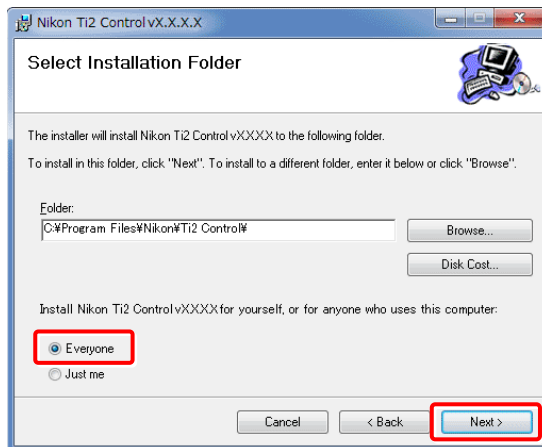 Nikon Ti2 Control vX.X.X.X
Select Installation Folder
The installer will install Nikon Ti2 Control vXXXX to the following folder.
To install in this folder, click "Next". To install to a different folder, enter it below or click "Browse".
Folder:
C:¥Program Files¥Nikon¥Ti2 Control¥
Browse...
Disk Cost...
Install Nikon Ti2 Control vXXXX for yourself, or for anyone who uses this computer:
Everyone
Just me
Cancel
< Back
Next >